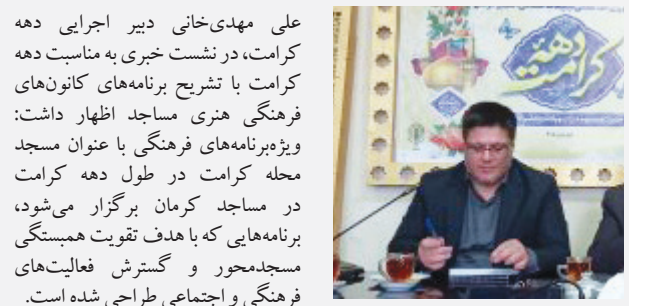 علی مهدی‌خانی دبیر اجرایی دهه
کرامت، در نشست خبری به مناسبت دهه
کرامت با تشریح برنامه‌های کانون‌های
فرهنگی هنری مساجد اظهار داشت:
ویژه‌برنامه‌های فرهنگی با عنوان مسجد
محله کرامت در طول دهه کرامت
در مساجد کرمان برگزار می‌شود،
برنامه‌هایی که با هدف تقویت همبستگی
مسجدمحور و گسترش فعالیت‌های
فرهنگی و اجتماعی طراحی شده است.
دهه
کرامت